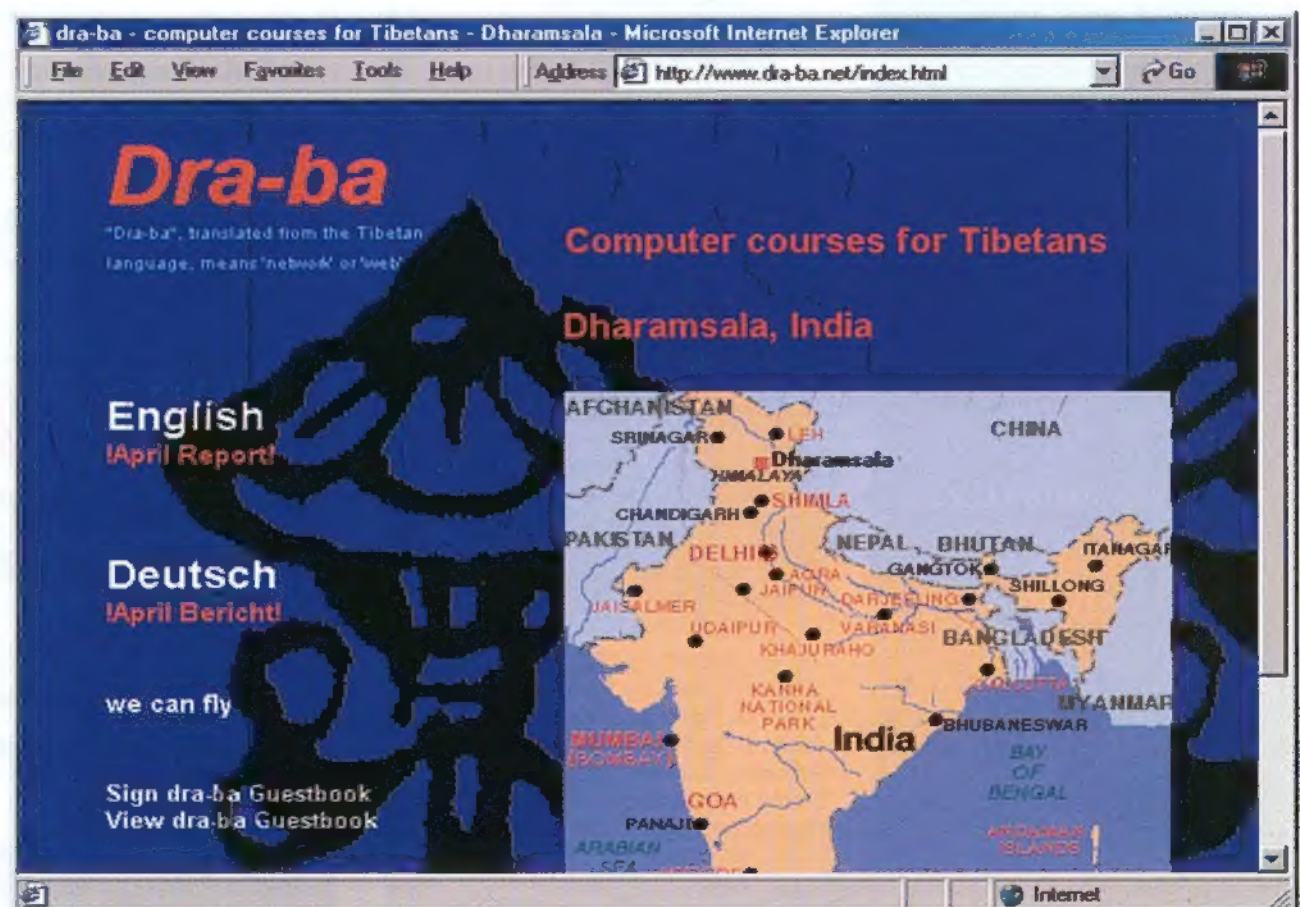 dra-ba - computer courses for Tibetans - Dharamsala - Microsoft Internet Explorer
File Edit View Favorites Tools Help Address http://www.dra-ba.net/index.html Go
Dra-ba
"Dra-ba", translated from the Tibetan
language, means 'network' or 'web'
Computer courses for Tibetans
Dharamsala, India
English
!April Report!
Deutsch
!April Bericht!
we can fly
Sign dra-ba Guestbook
View dra-ba Guestbook
AFGHANISTAN
CHINA
SRINAGAR
LEH
Dharamsala
HIMALAYA
SHIMLA
CHANDIGARH
PAKISTAN
NEPAL
BHUTAN
ITANAGAR
DELHI
GANGTOK
AGRA
SHILLONG
JAIPUR
DARJEELING
JAISALMER
UDAIPUR
VARANASI
BANGLADESH
KHAJURAHO
KANHA
NATIONAL
PARK
MYANMAR
BHUBANESWAR
India
MUMBAI
(BOMBAY)
BAY
OF
BENGAL
GOA
PANAJI
ANDAMAN
ISLANDS
ARABIAN
SEA
Internet